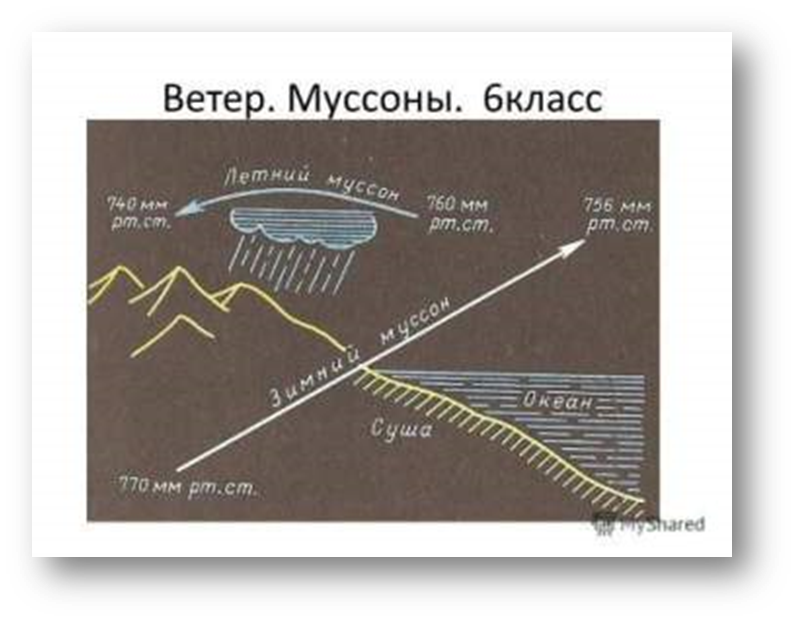 Ветер. Муссоны. 6класс
Летний муссон
740 мм
рт.ст.
760 мм
рт.ст.
756 мм
рт.ст.
Зимний муссон
Океан
Суша
770 мм рт.ст.
MyShared